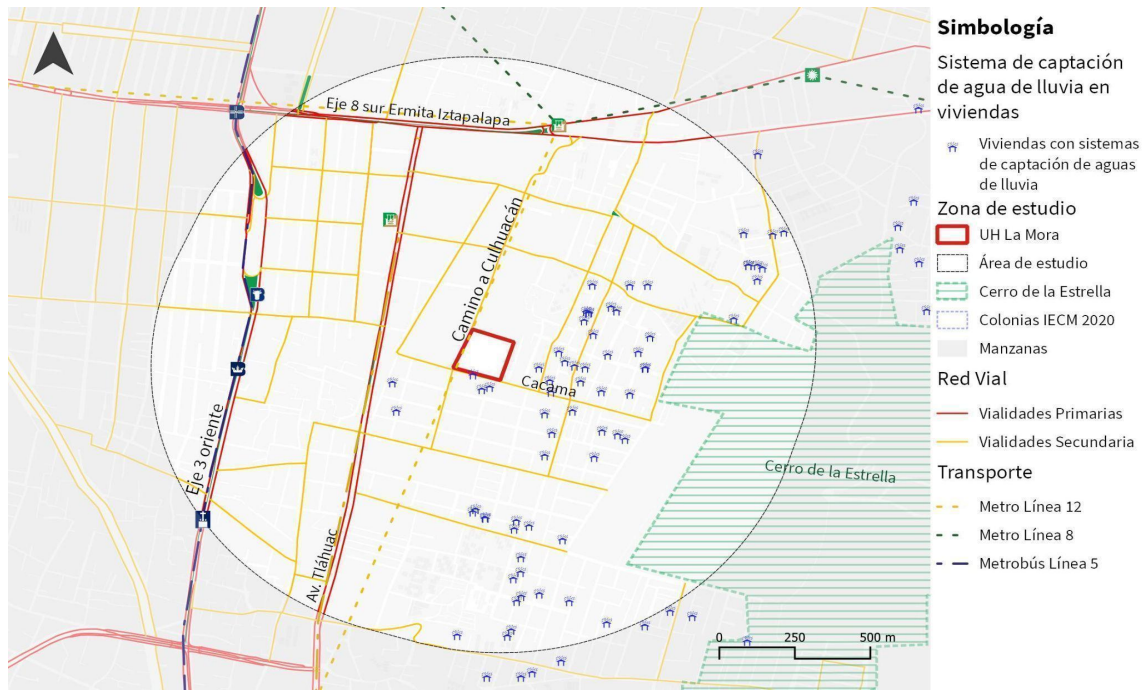 Simbología
Sistema de captación
de agua de lluvia en
viviendas
Viviendas con sistemas
de captación de aguas
de lluvia
Zona de estudio
UH La Mora
Área de estudio
Cerro de la Estrella
Colonias IECM 2020
Manzanas
Red Vial
Vialidades Primarias
Vialidades Secundaria
Transporte
Metro Línea 12
Metro Línea 8
Metrobús Línea 5
Eje 8 sur Ermita Iztapalapa
Camino a Culhuacán
Cacama
Eje 3 oriente
Cerro de la Estrella
Av. Tláhuac
0 250 500 m